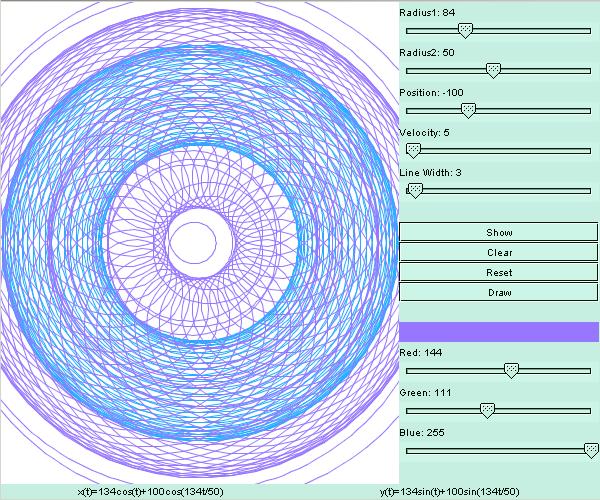 Radius1: 84
Radius2: 50
Position: -100
Velocity: 5
Line Width: 3
Show
Clear
Reset
Draw
Red: 144
Green: 111
Blue: 255
x(t)=134cos(t)+100cos(134t/50)
y(t)=134sin(t)+100sin(134t/50)